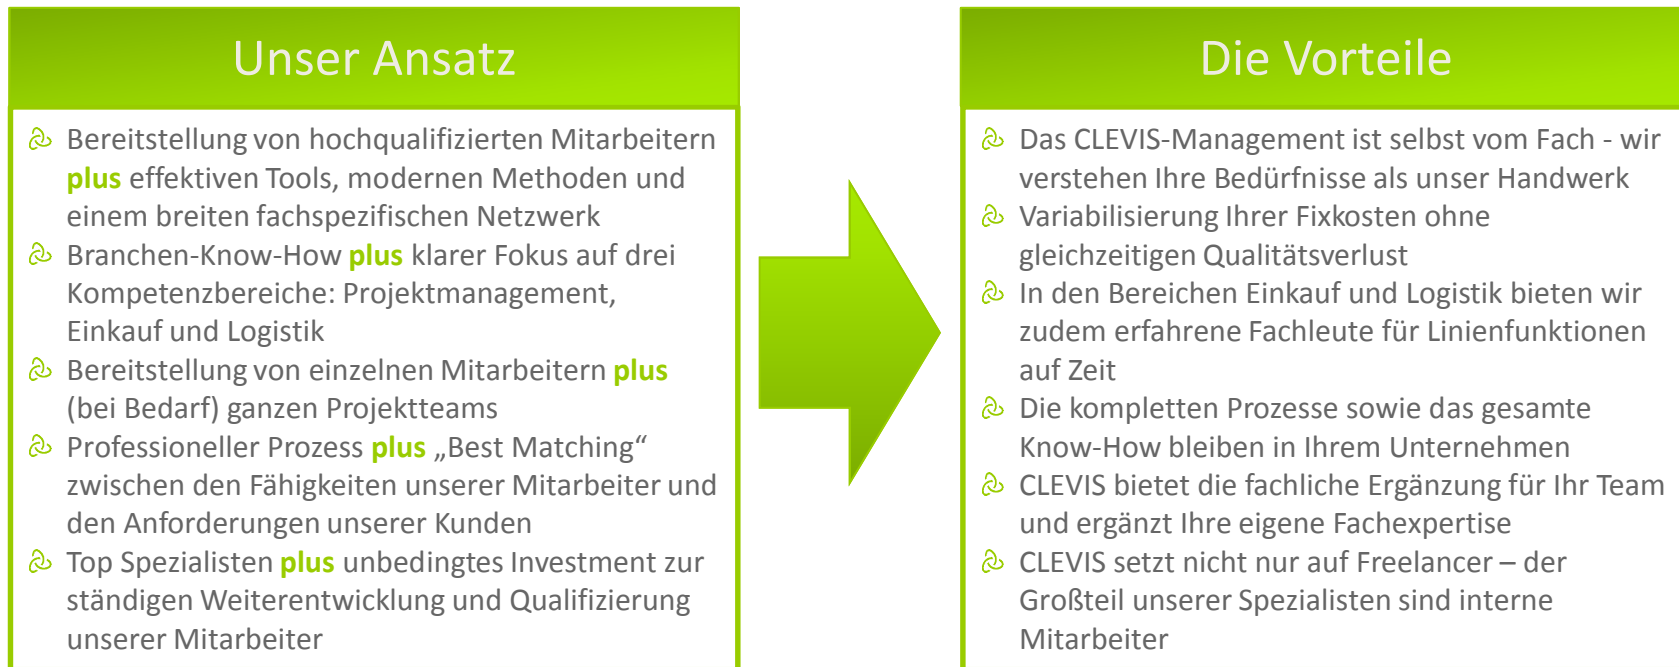 Unser Ansatz
Bereitstellung von hochqualifizierten Mitarbeitern
plus effektiven Tools, modernen Methoden und
einem breiten fachspezifischen Netzwerk
Branchen-Know-How plus klarer Fokus auf drei
Kompetenzbereiche: Projektmanagement,
Einkauf und Logistik
Bereitstellung von einzelnen Mitarbeitern plus
(bei Bedarf) ganzen Projektteams
Professioneller Prozess plus „Best Matching“
zwischen den Fähigkeiten unserer Mitarbeiter und
den Anforderungen unserer Kunden
Top Spezialisten plus unbedingtes Investment zur
ständigen Weiterentwicklung und Qualifizierung
unserer Mitarbeiter
Die Vorteile
Das CLEVIS-Management ist selbst vom Fach - wir
verstehen Ihre Bedürfnisse als unser Handwerk
Variabilisierung Ihrer Fixkosten ohne
gleichzeitigen Qualitätsverlust
In den Bereichen Einkauf und Logistik bieten wir
zudem erfahrene Fachleute für Linienfunktionen
auf Zeit
Die kompletten Prozesse sowie das gesamte
Know-How bleiben in Ihrem Unternehmen
CLEVIS bietet die fachliche Ergänzung für Ihr Team
und ergänzt Ihre eigene Fachexpertise
CLEVIS setzt nicht nur auf Freelancer – der
Großteil unserer Spezialisten sind interne
Mitarbeiter